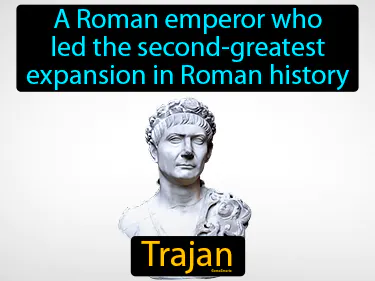 A Roman emperor who
led the second-greatest
expansion in Roman history
Trajan